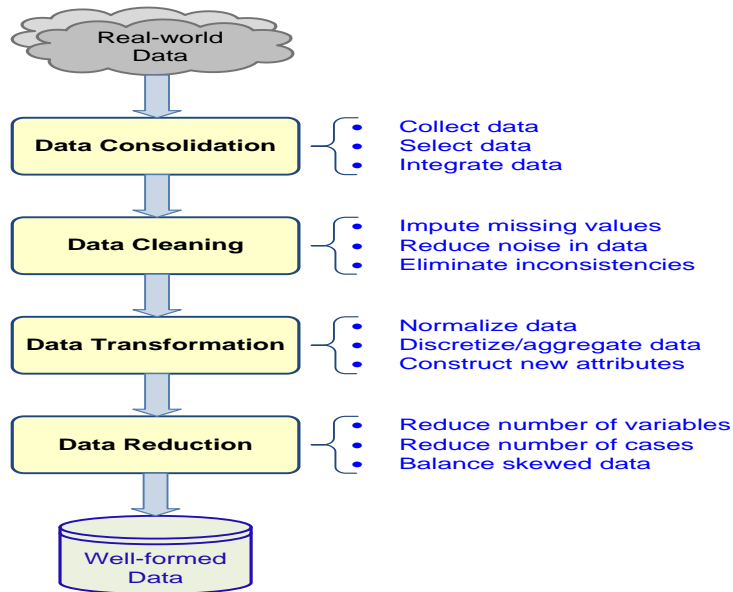 Real-world
Data
Data Consolidation
• Collect data
• Select data
• Integrate data
Data Cleaning
• Impute missing values
• Reduce noise in data
• Eliminate inconsistencies
Data Transformation
• Normalize data
• Discretize/aggregate data
• Construct new attributes
Data Reduction
• Reduce number of variables
• Reduce number of cases
• Balance skewed data
Well-formed
Data